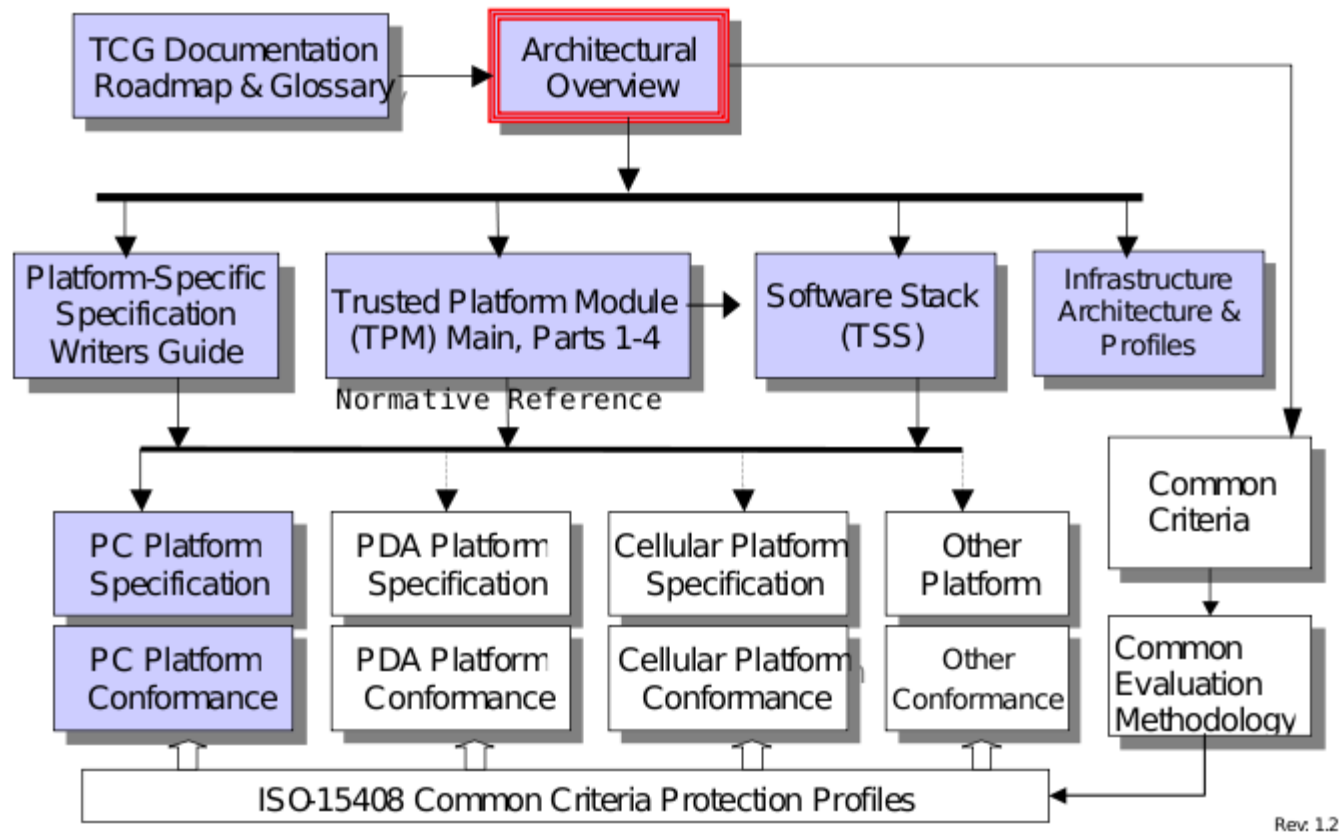 TCG Documentation
Roadmap & Glossary
Architectural
Overview
Platform-Specific
Specification
Writers Guide
Trusted Platform Module
(TPM) Main, Parts 1-4
Software Stack
(TSS)
Infrastructure
Architecture &
Profiles
Normative Reference
PC Platform
Specification
PDA Platform
Specification
Cellular Platform
Specification
Other
Platform
Common
Criteria
PC Platform
Conformance
PDA Platform
Conformance
Cellular Platform
Conformance
Other
Conformance
Common
Evaluation
Methodology
ISO-15408 Common Criteria Protection Profiles
Rev: 1.2